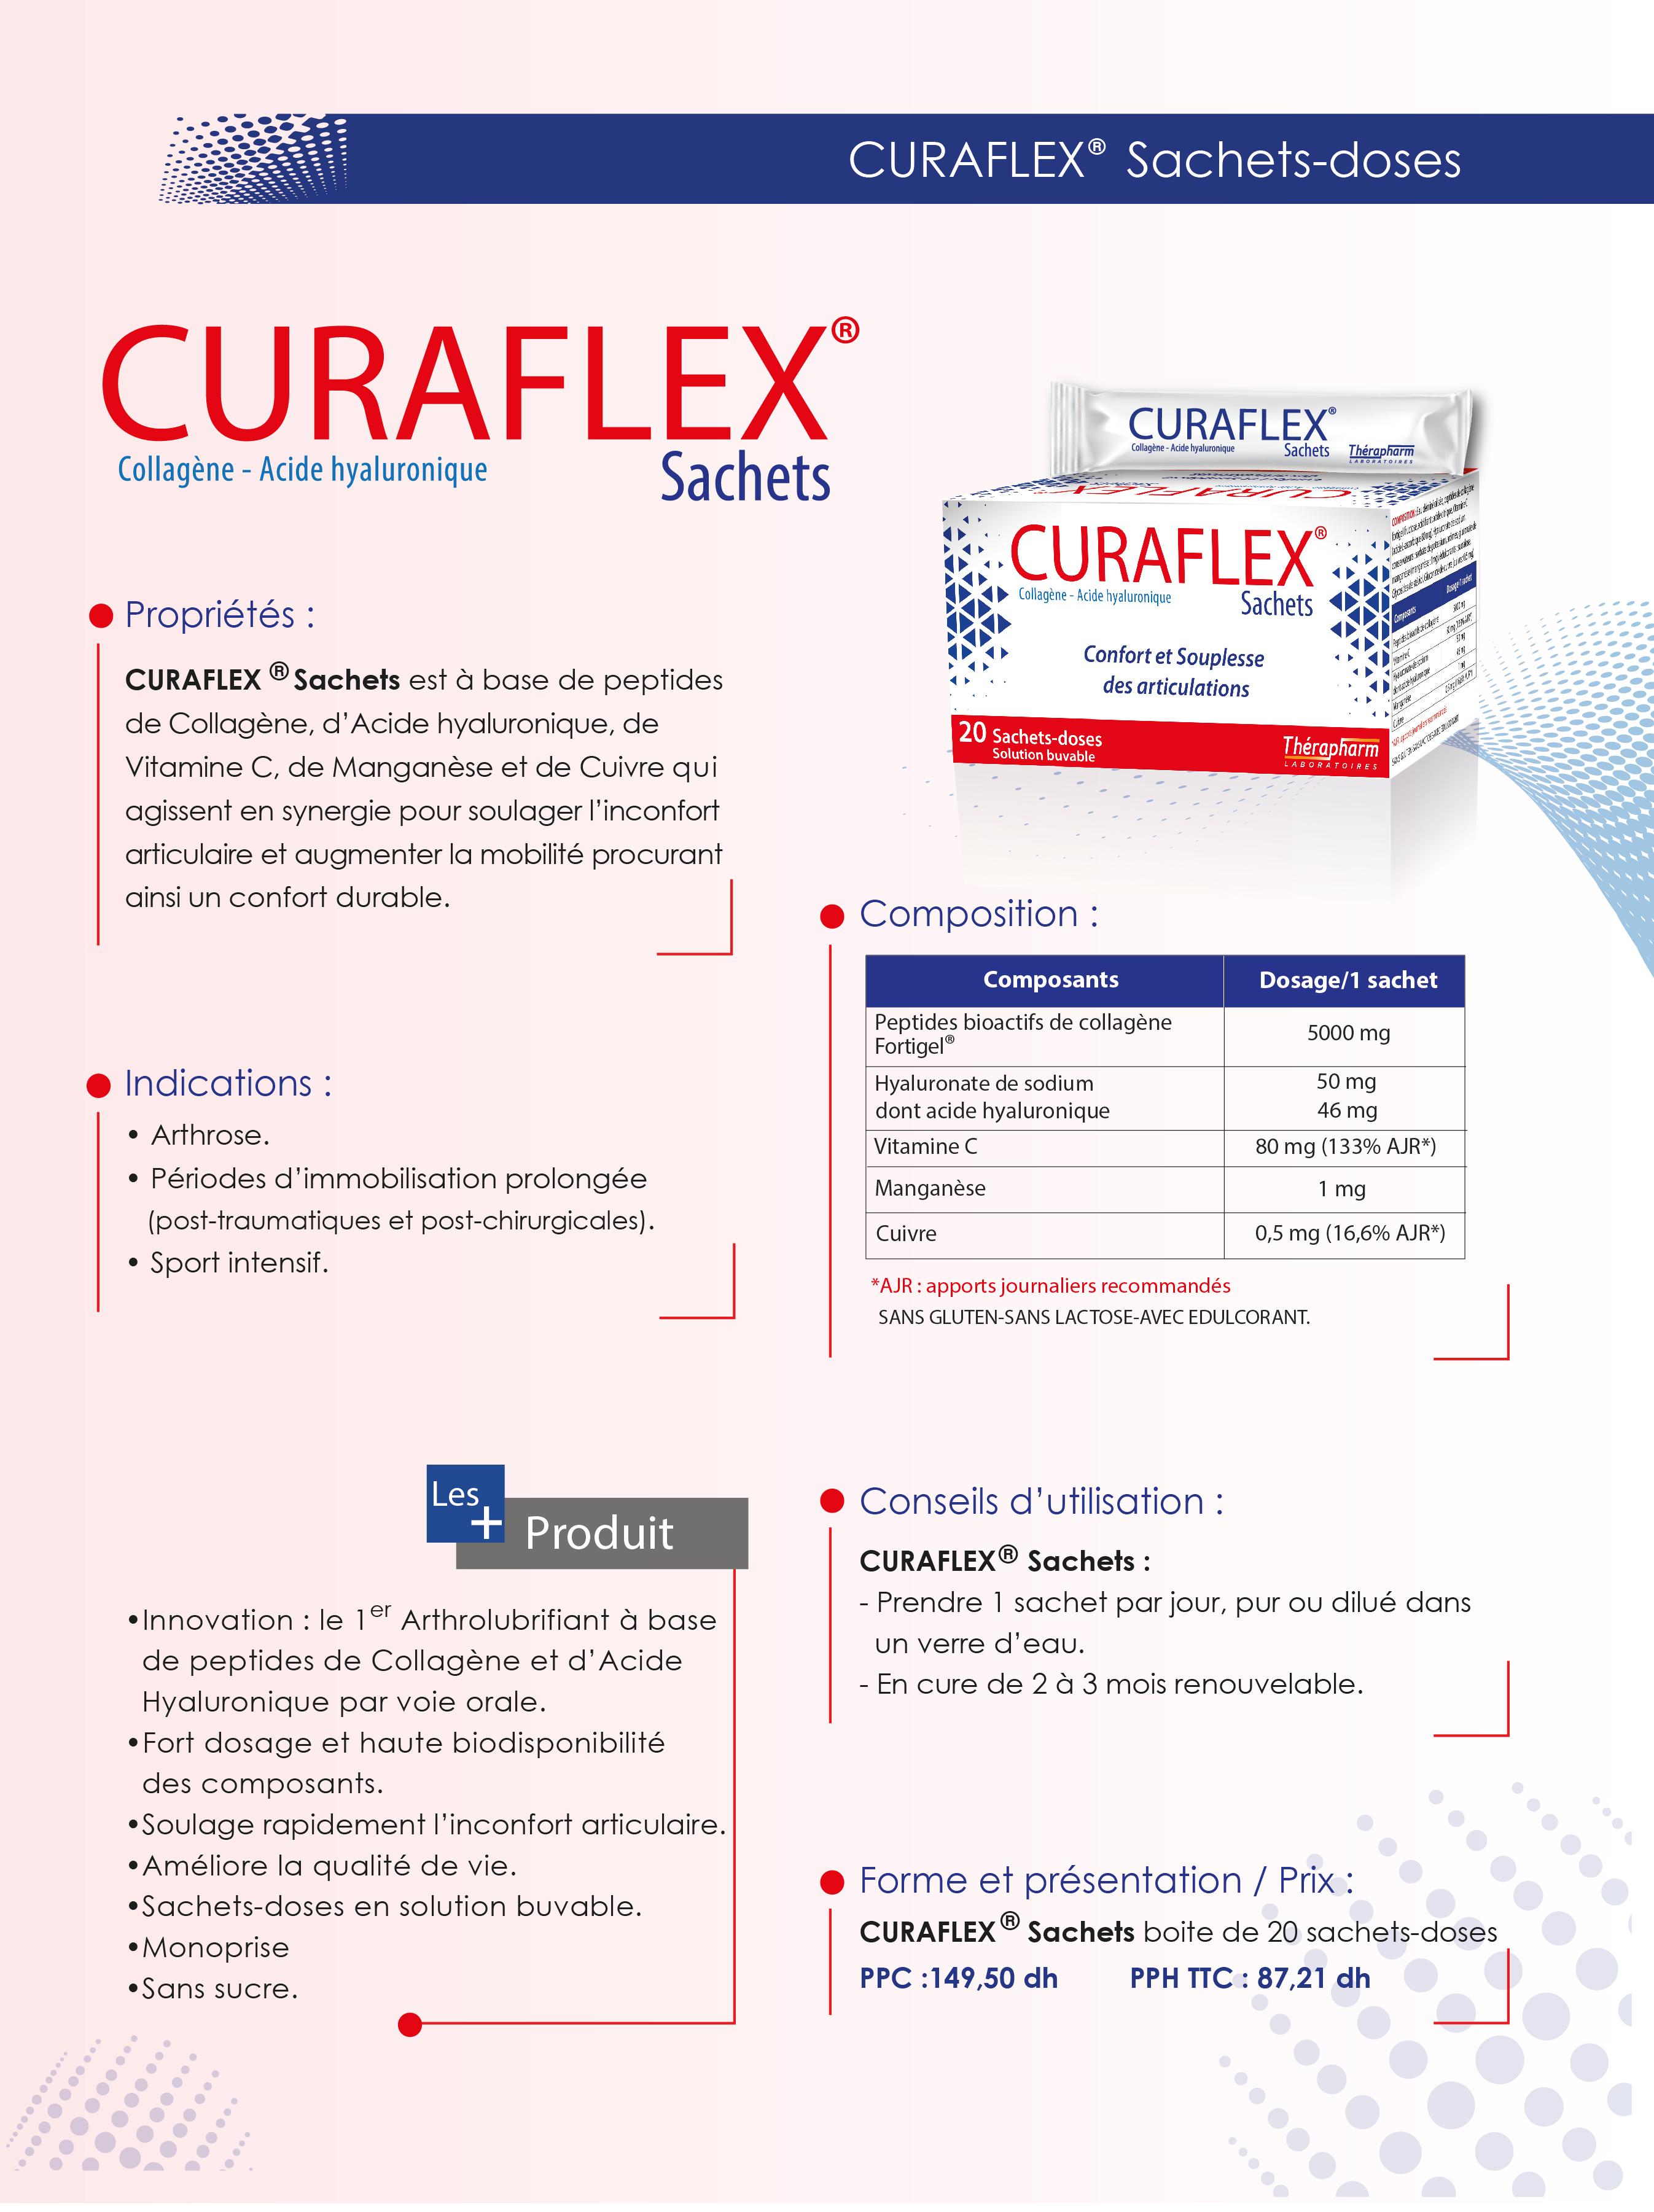 CURAFLEX® Sachets-doses
CURAFLEX®
Collagène - Acide hyaluronique
Sachets
CURAFLEX®
Collagène - Acide hyaluronique
Sachets
Thérapharm
LABORATOIRES
CURAFLEX®
Collagène - Acide hyaluronique
Sachets
Confort et Souplesse
des articulations
20 Sachets-doses
Solution buvable
Thérapharm
LABORATOIRES
Propriétés :
CURAFLEX ® Sachets est à base de peptides
de Collagène, d’Acide hyaluronique, de
Vitamine C, de Manganèse et de Cuivre qui
agissent en synergie pour soulager l’inconfort
articulaire et augmenter la mobilité procurant
ainsi un confort durable.
Indications :
• Arthrose.
• Périodes d’immobilisation prolongée
(post-traumatiques et post-chirurgicales).
• Sport intensif.
Composition :
Composants Dosage/1 sachet
Peptides bioactifs de collagène
Fortigel® 5000 mg
Hyaluronate de sodium 50 mg
dont acide hyaluronique 46 mg
Vitamine C 80 mg (133% AJR*)
Manganèse 1 mg
Cuivre 0,5 mg (16,6% AJR*)
*AJR : apports journaliers recommandés
SANS GLUTEN-SANS LACTOSE-AVEC EDULCORANT.
Les +
Produit
•Innovation : le 1er Arthrolubrifiant à base
de peptides de Collagène et d’Acide
Hyaluronique par voie orale.
•Fort dosage et haute biodisponibilité
des composants.
•Soulage rapidement l’inconfort articulaire.
•Améliore la qualité de vie.
•Sachets-doses en solution buvable.
•Monoprise
•Sans sucre.
Conseils d’utilisation :
CURAFLEX® Sachets :
- Prendre 1 sachet par jour, pur ou dilué dans
un verre d’eau.
- En cure de 2 à 3 mois renouvelable.
Forme et présentation / Prix :
CURAFLEX® Sachets boite de 20 sachets-doses
PPC :149,50 dh PPH TTC : 87,21 dh